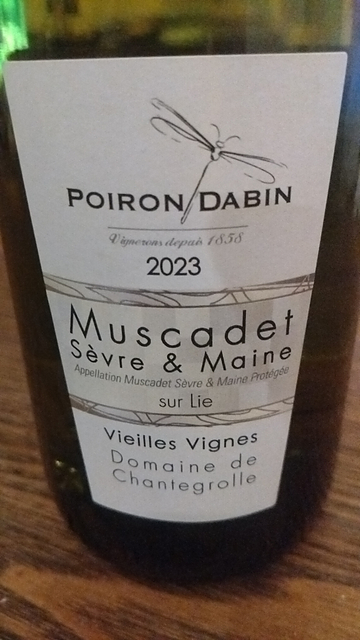 POIRON DABIN
Vignerons depuis 1858
2023
Muscadet
Sèvre & Maine
Appellation Muscadet Sèvre & Maine Protégée
sur Lie
Vieilles Vignes
Domaine de
Chantegrolle